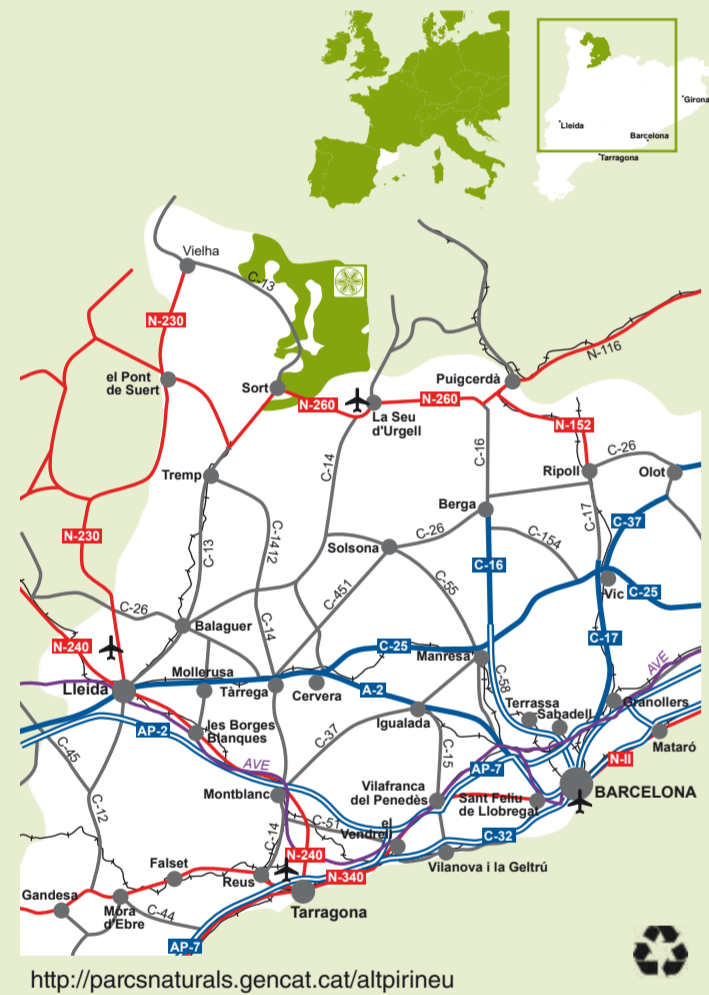 Girona
Lleida
Barcelona
Tarragona
Vielha
C-13
N-230
N-116
el Pont
de Suert
Sort
Puigcerdà
N-260
La Seu
d'Urgell
N-260
N-152
C-14
C-16
C-26
Tremp
Ripoll
Olot
Berga
C-17
C-37
N-230
C-13
C-1412
Solsona
C-26
C-154
C-16
C-55
Vic
C-25
C-26
C-451
Balaguer
C-14
C-17
N-240
C-25
Manresa
Mollerusa
AVE
Lleida
Tàrrega
Cervera
A-2
C-58
Terrassa
Sabadell
Granollers
AP-2
les Borges
Blanques
C-37
Igualada
Mataró
C-45
AVE
C-15
AP-7
N-II
Montblanc
Vilafranca
del Penedès
Sant Feliu
de Llobregat
BARCELONA
C-12
C-51
el
Vendrell
C-32
C-14
N-240
Vilanova i la Geltrú
Falset
Reus
N-340
Gandesa
Móra
d'Ebre
C-44
Tarragona
AP-7
http://parcsnaturals.gencat.cat/altpirineu